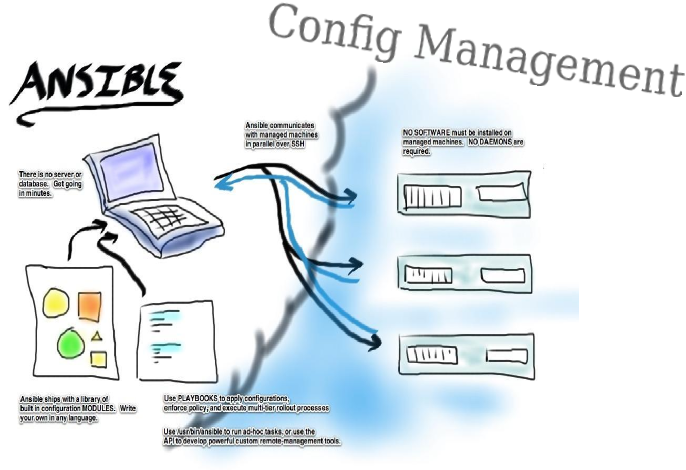 Config Management
ANSIBLE
Ansible communicates
with managed machines
in parallel over SSH
NO SOFTWARE must be installed on
managed machines. NO DAEMONS are
required.
There is no server or
database. Get going
in minutes.
Ansible ships with a library of
built in configuration MODULES. Write
your own in any language.
Use PLAYBOOKS to apply configurations,
enforce policy, and execute multi-tier rollout processes
Use /usr/bin/ansible to run ad-hoc tasks, or use the
API to develop powerful custom remote-management tools.